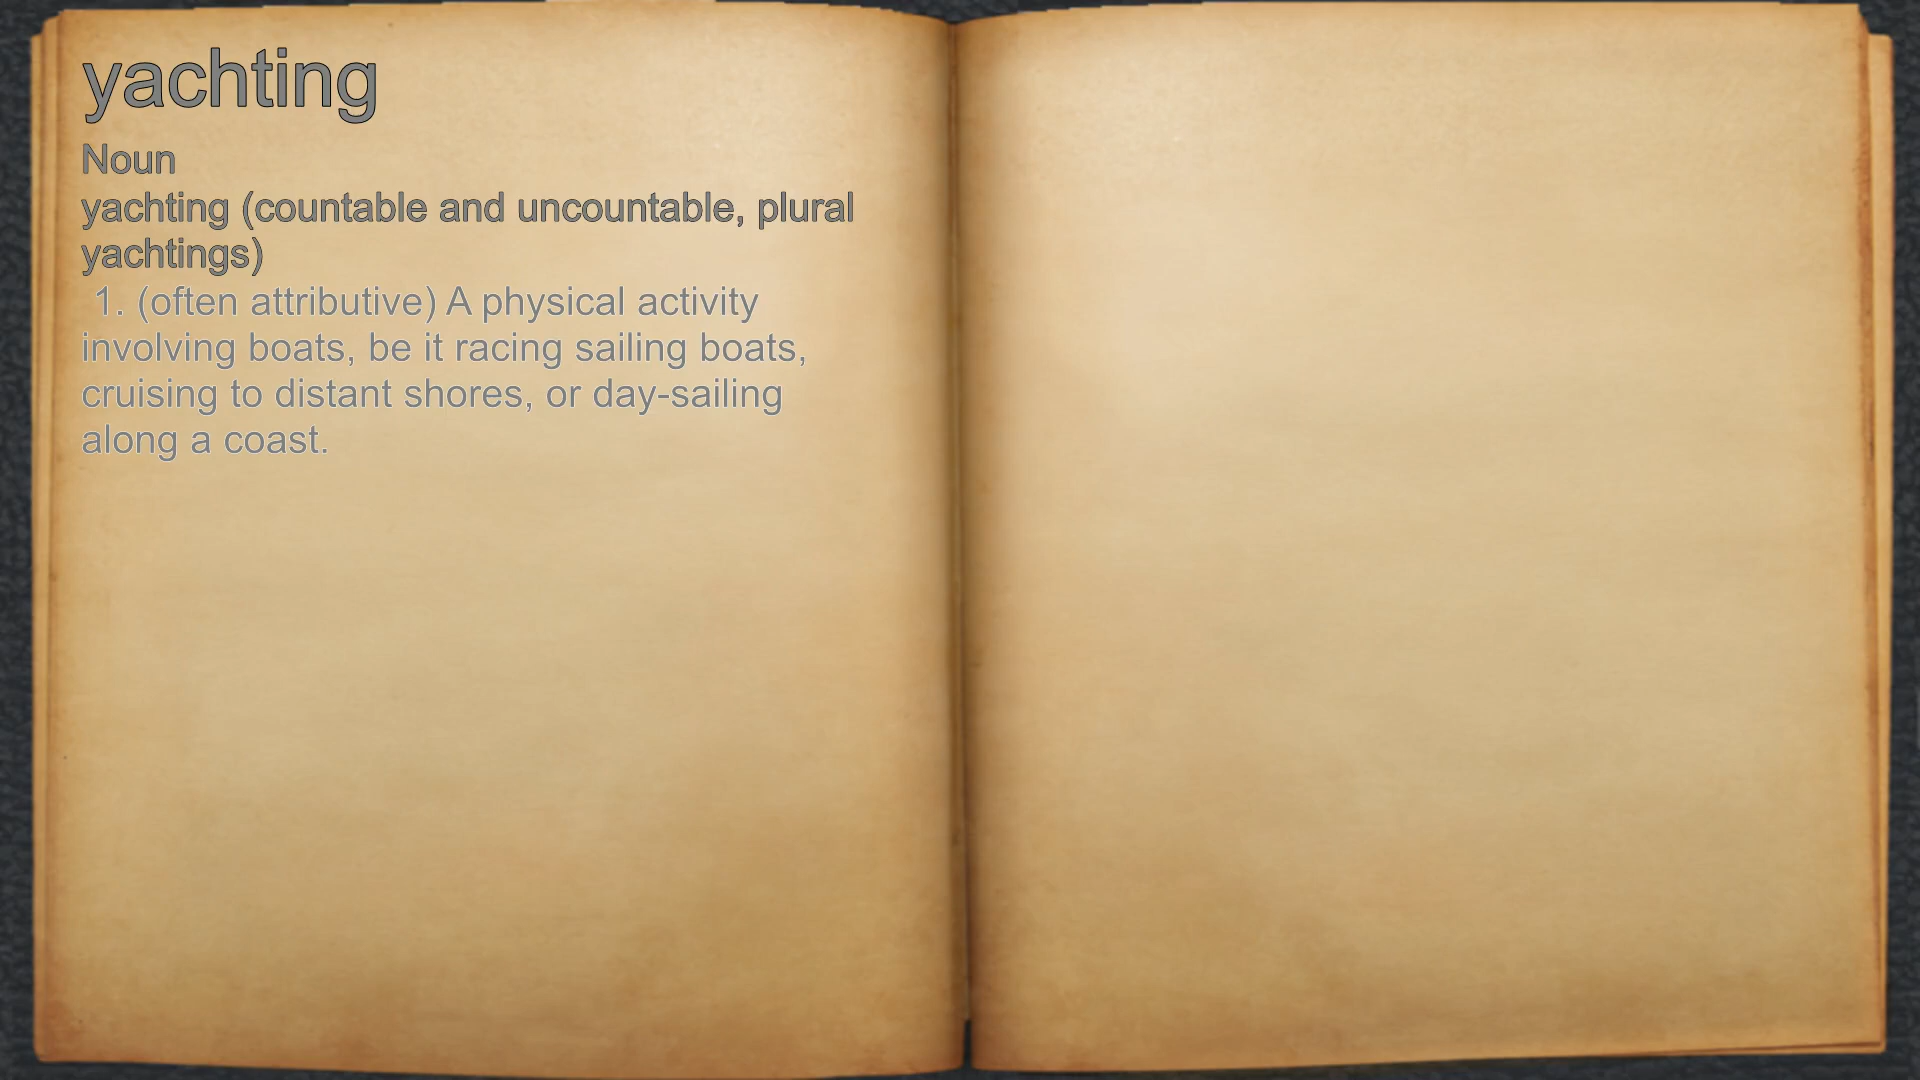 yachting
Noun
yachting (countable and uncountable, plural
yachtings)
1. (often attributive) A physical activity
involving boats, be it racing sailing boats,
cruising to distant shores, or day-sailing
along a coast.